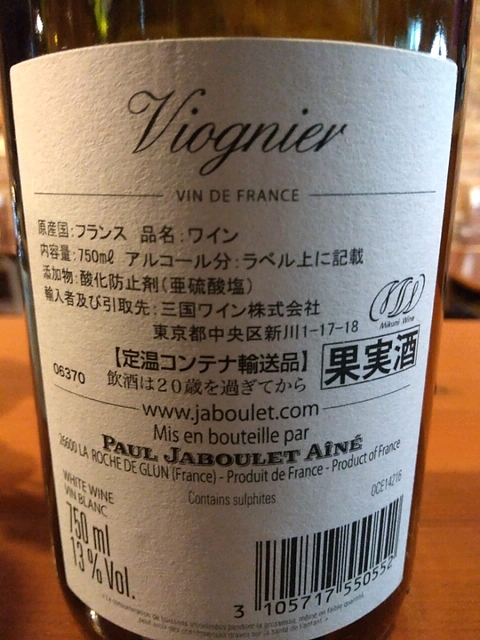 Viognier
VIN DE FRANCE
原産国:フランス 品名:ワイン
内容量:750mℓ アルコール分:ラベル上に記載
添加物:酸化防止剤(亜硫酸塩)
輸入者及び引取先:三国ワイン株式会社
東京都中央区新川1-17-18
Mikuni Wine
【定温コンテナ輸送品】
果実酒
06370
飲酒は20歳を過ぎてから
www.jaboulet.com
Mis en bouteille par
PAUL JABOULET AÎNÉ
26600 LA ROCHE DE GLUN (France) - Produit de France - Product of France
Contains sulphites
OCE14216
WHITE WINE
VIN BLANC
750 ml
13 % Vol.
3 105717 550552